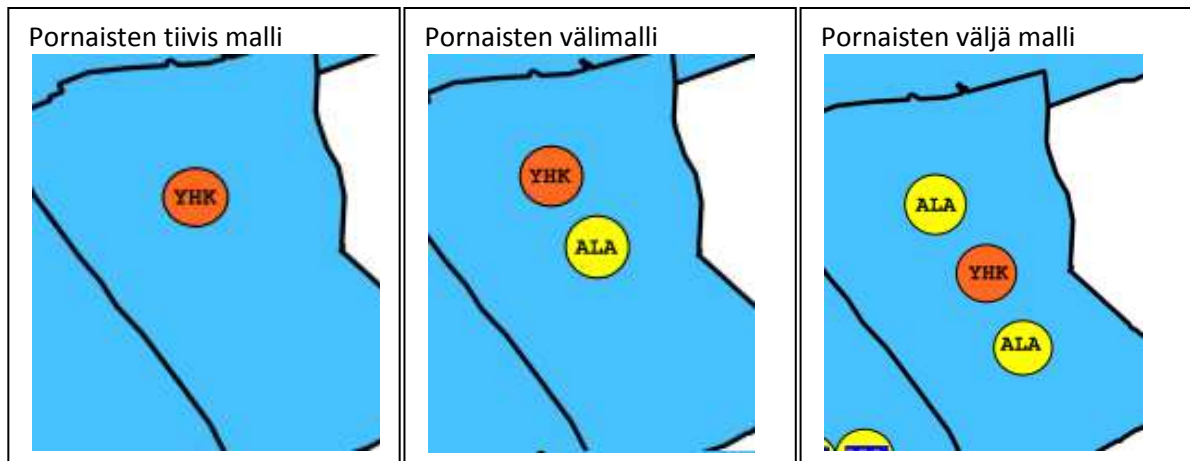 Pornaisten tiivis malli
YHK
Pornaisten välimalli
YHK
ALA
Pornaisten väljä malli
ALA
YHK
ALA